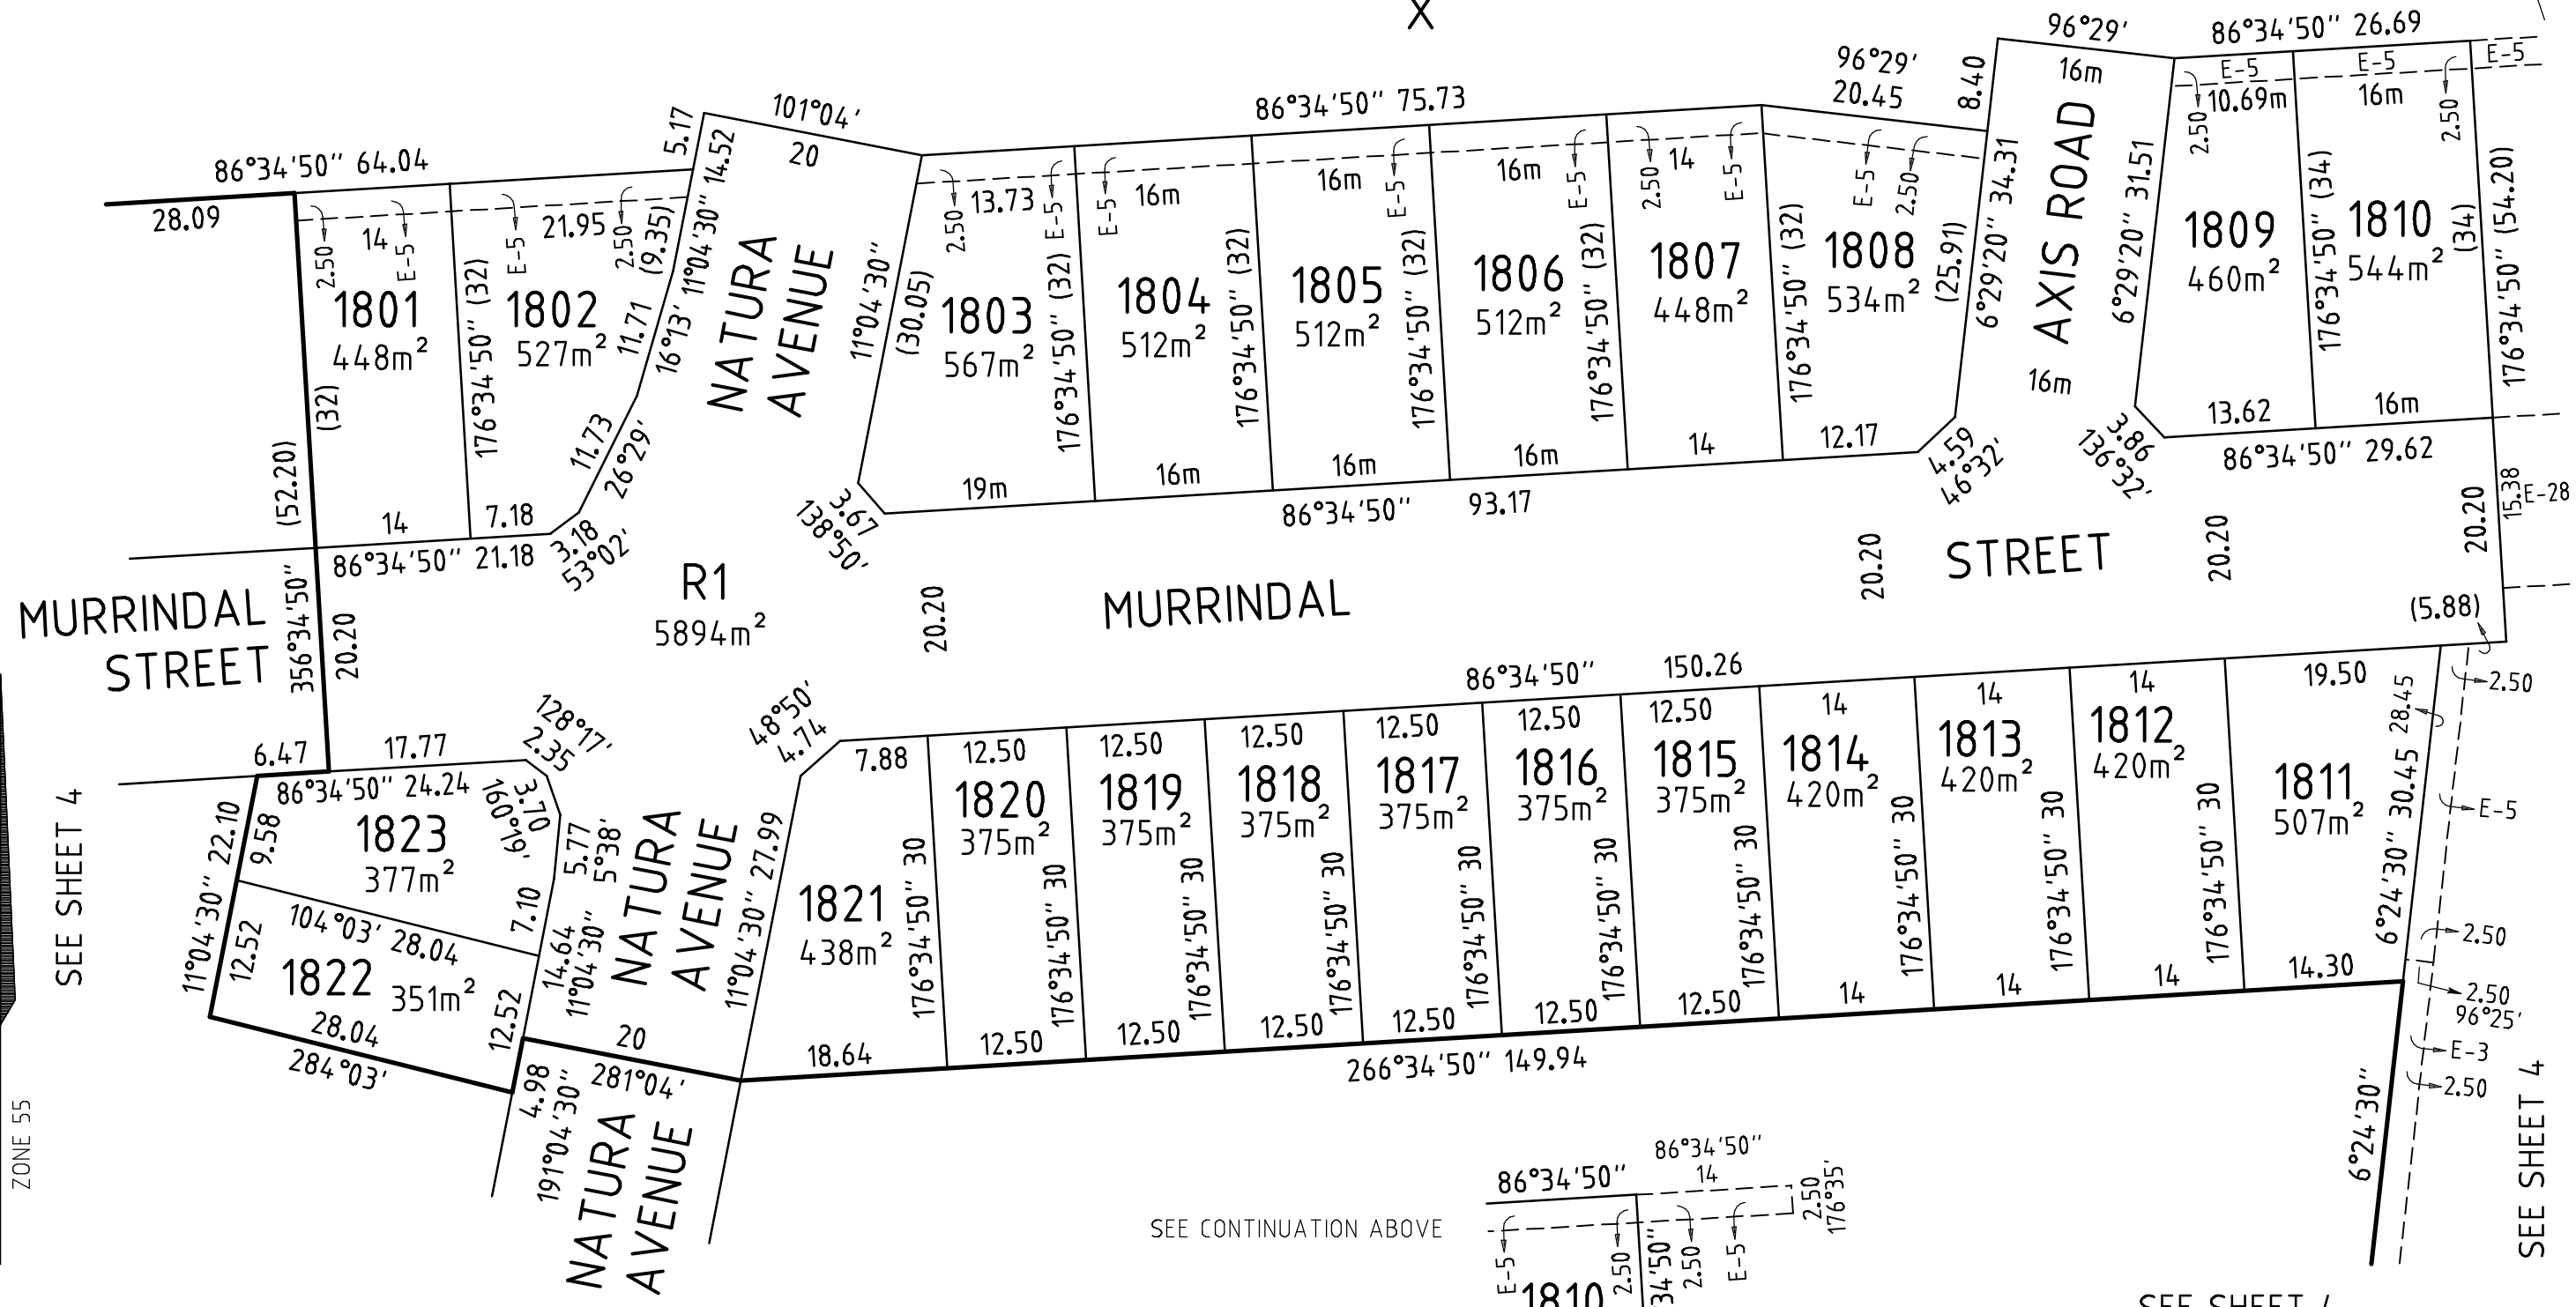 X
96°29'
86°34'50" 26.69
E-5
E-5
E-5
16m
10.69m
16m
2.50
2.50
96°29'
20.45
8.40
86°34'50" 75.73
101°04'
20
5.17
14.52
86°34'50" 64.04
28.09
14
21.95
2.50
E-5
E-5
2.50
(9.35)
11°04'30"
2.50
13.73
E-5
E-5
16m
16m
E-5
16m
E-5
2.50
14
E-5
E-5
2.50
1801
448m²
1802
527m²
NATURA
AVENUE
1803
567m²
1804
512m²
1805
512m²
1806
512m²
1807
448m²
1808
534m²
AXIS ROAD
1809
460m²
1810
544m²
(32)
(52.20)
176°34'50" (32)
11.71
16°13'
11.73
26°29'
11°04'30"
(30.05)
176°34'50" (32)
176°34'50" (32)
176°34'50" (32)
176°34'50" (32)
176°34'50" (32)
(25.91)
6°29'20" 34.31
6°29'20" 31.51
176°34'50" (34)
(34)
176°34'50" (54.20)
16m
14
7.18
86°34'50" 21.18
3.18
53°02'
3.67
138°50'
19m
16m
16m
16m
14
12.17
4.59
46°32'
3.86
136°32'
13.62
16m
86°34'50" 29.62
86°34'50" 93.17
15.38
E-28
MURRINDAL
STREET
356°34'50"
20.20
R1
5894m²
20.20
MURRINDAL
20.20
STREET
20.20
20.20
(5.88)
86°34'50" 150.26
6.47
17.77
86°34'50" 24.24
128°17'
2.35
3.70
160°19'
48°50'
4.74
7.88
12.50
12.50
12.50
12.50
12.50
12.50
14
14
14
19.50
28.45
2.50
SEE SHEET 4
11°04'30" 22.10
9.58
1823
377m²
5.77
5°38'
7.10
NATURA
AVENUE
11°04'30" 27.99
1821
438m²
1820
375m²
1819
375m²
1818
375m²
1817
375m²
1816
375m²
1815
375m²
1814
420m²
1813
420m²
1812
420m²
1811
507m²
6°24'30" 30.45
E-5
176°34'50" 30
176°34'50" 30
176°34'50" 30
176°34'50" 30
176°34'50" 30
176°34'50" 30
176°34'50" 30
176°34'50" 30
176°34'50" 30
176°34'50" 30
104°03' 28.04
12.52
1822
351m²
14.64
11°04'30"
12.52
28.04
284°03'
20
281°04'
4.98
191°04'30"
NATURA
AVENUE
18.64
12.50
12.50
12.50
12.50
12.50
12.50
14
14
14
14.30
266°34'50" 149.94
2.50
2.50
96°25'
E-3
2.50
6°24'30"
SEE SHEET 4
ZONE 55
SEE CONTINUATION ABOVE
86°34'50"
86°34'50"
14
2.50
176°35'
E-5
2.50
34'50"
2.50
E-5
1810